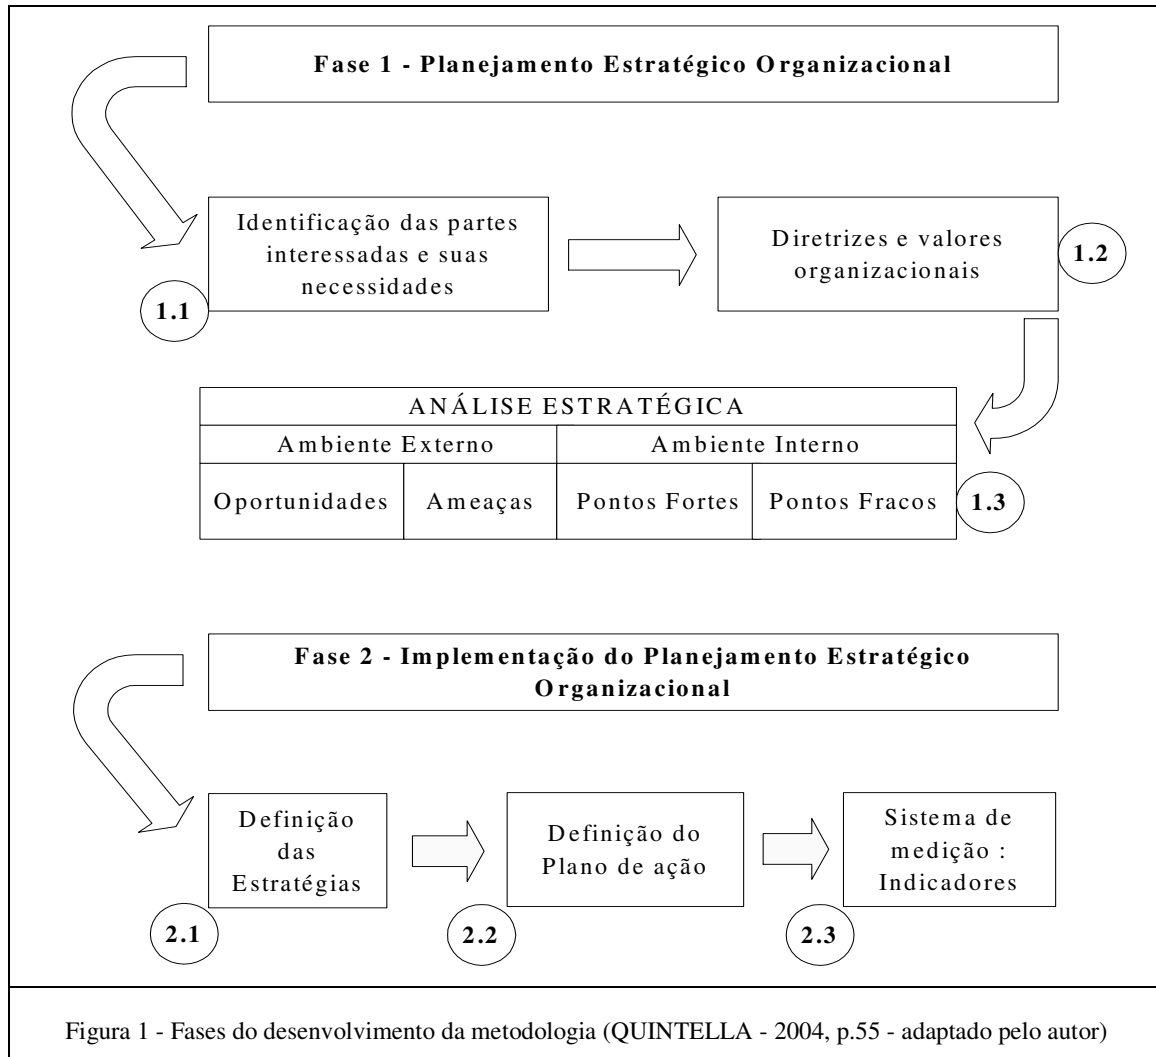 Fase 1 - Planejamento Estratégico Organizacional
Identificação das partes
interessadas e suas
necessidades
1.1
Diretrizes e valores
organizacionais
1.2
ANÁLISE ESTRATÉGICA
Ambiente Externo
Ambiente Interno
Oportunidades
Ameaças
Pontos Fortes
Pontos Fracos
1.3
Fase 2 - Implementação do Planejamento Estratégico
Organizacional
Definição
das
Estratégias
2.1
Definição do
Plano de ação
2.2
Sistema de
medição :
Indicadores
2.3
Figura 1 - Fases do desenvolvimento da metodologia (QUINTELLA - 2004, p.55 - adaptado pelo autor)